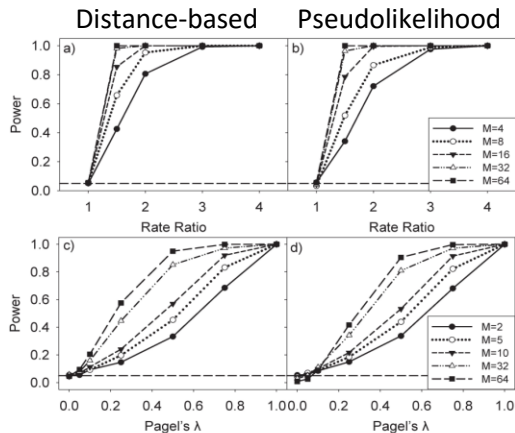 Distance-based Pseudolikelihood
a) b)
1.0
0.8
0.6
0.4
0.2
0.0
Power
M=4
M=8
M=16
M=32
M=64
1 2 3 4 1 2 3 4
Rate Ratio Rate Ratio
c) d)
1.0
0.8
0.6
0.4
0.2
0.0
Power
M=2
M=5
M=10
M=32
M=64
0.0 0.2 0.4 0.6 0.8 1.0 0.0 0.2 0.4 0.6 0.8 1.0
Pagel's λ Pagel's λ